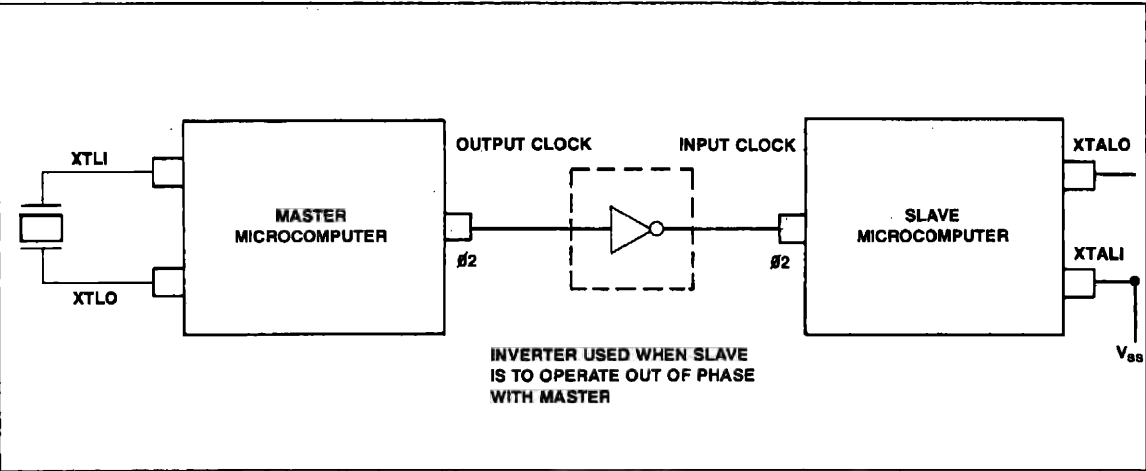 XTLI
XTLO
MASTER
MICROCOMPUTER
OUTPUT CLOCK
Ø2
INPUT CLOCK
Ø2
SLAVE
MICROCOMPUTER
XTALO
XTALI
VSS
INVERTER USED WHEN SLAVE
IS TO OPERATE OUT OF PHASE
WITH MASTER